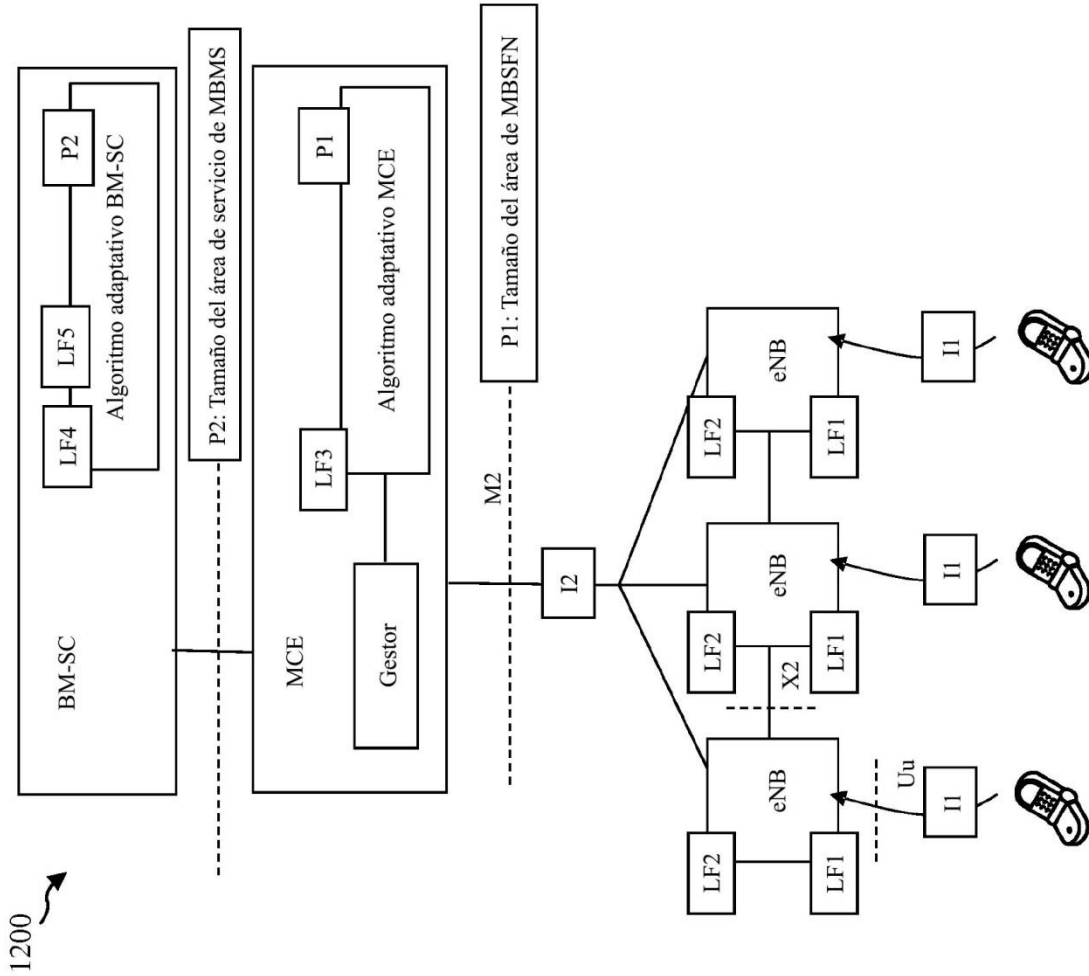 1200
BM-SC
LF4
LF5
P2
Algoritmo adaptativo BM-SC
P2: Tamaño del área de servicio de MBMS
MCE
Gestor
LF3
P1
Algoritmo adaptativo MCE
M2
P1: Tamaño del área de MBSFN
I2
LF2
eNB
LF1
X2
LF2
eNB
LF1
LF2
eNB
LF1
Uu
I1
I1
I1